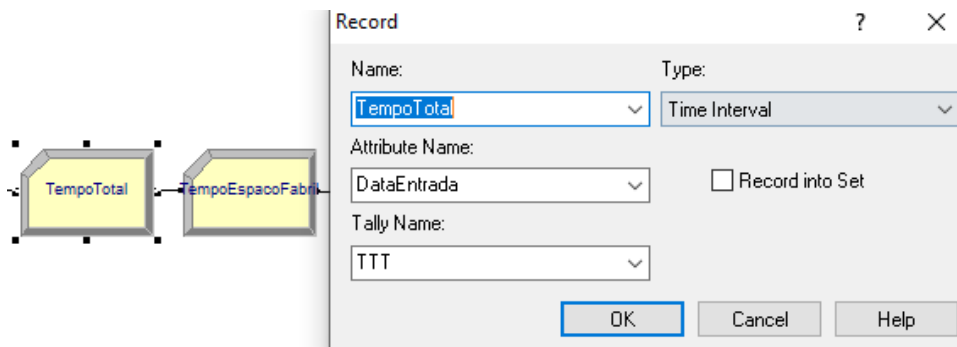 Record ? ×
Name: Type:
TempoTotal Time Interval
Attribute Name:
DataEntrada Record into Set
Tally Name:
TTT
OK Cancel Help
TempoTotal TempoEspacoFabril